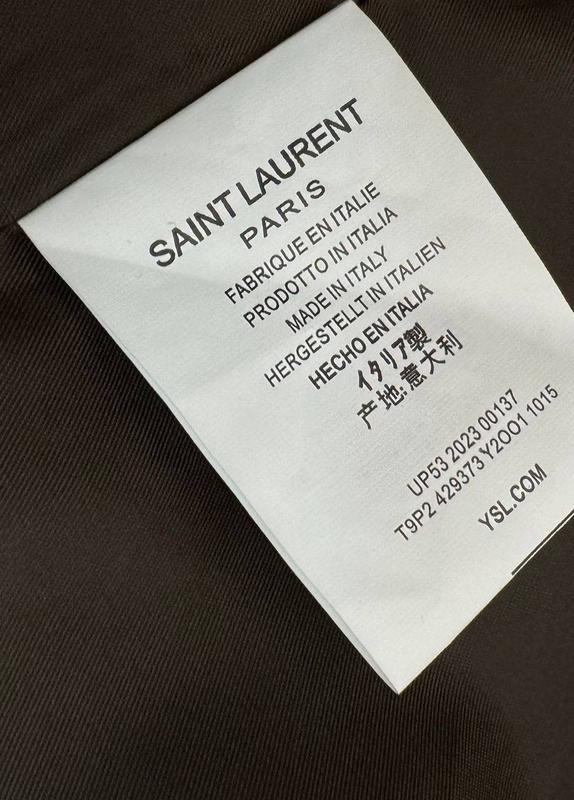 SAINT LAURENT
PARIS
FABRIQUE EN ITALIE
PRODOTTO IN ITALIA
MADE IN ITALY
HERGESTELLT IN ITALIEN
HECHO EN ITALIA
イタリア製
产地:意大利
UP53 2023 00137
T9P2 429373 Y2OO1 1015
YSL.COM